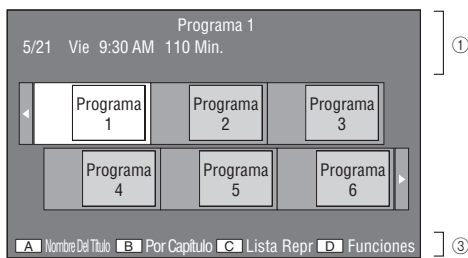 Programa 1
5/21 Vie 9:30 AM 110 Min.
①
Programa 1
Programa 2
Programa 3
Programa 4
Programa 5
Programa 6
A Nombre Del Título B Por Capítulo C Lista Repr D Funciones
③